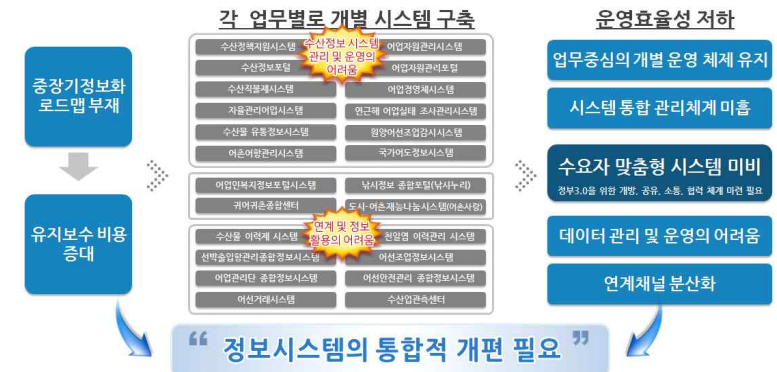 각 업무별로 개별 시스템 구축
운영효율성 저하
중장기정보화
로드맵 부재
유지보수 비용
증대
수산정책지원시스템
어업자원관리시스템
수산정보 시스템
관리 및 운영의
어려움
수산정보포털
어업자원관리포털
수산직불제시스템
어업경영체시스템
자율관리어업시스템
연근해 어업실태 조사관리시스템
수산물 유통정보시스템
원양어선조업감시시스템
어촌어항관리시스템
국가어도정보시스템
어업인복지정보포털시스템
낚시정보 종합포털(낚시누리)
귀어귀촌종합센터
도시-어촌재능나눔시스템(어촌사랑)
연계 및 정보
활용의 어려움
수산물 이력제 시스템
천일염 이력관리 시스템
선박출입항관리종합정보시스템
어선조업정보시스템
어업관리단 종합정보시스템
어선안전관리 종합정보시스템
어선거래시스템
수산업관측센터
업무중심의 개별 운영 체제 유지
시스템 통합 관리체계 미흡
수요자 맞춤형 시스템 미비
정부3.0을 위한 개방, 공유, 소통, 협력 체계 마련 필요
데이터 관리 및 운영의 어려움
연계채널 분산화
“ 정보시스템의 통합적 개편 필요 ”